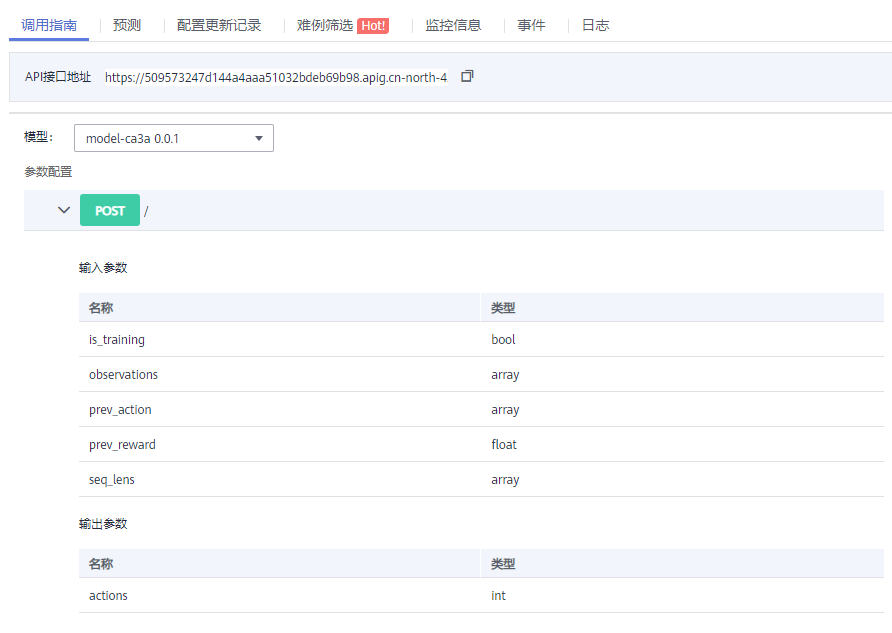 调用指南 预测 配置更新记录 难例筛选 Hot! 监控信息 事件 日志
API接口地址 https://509573247d144a4aaa51032bdeb69b98.apig.cn-north-4
模型: model-ca3a 0.0.1
参数配置
POST /
输入参数
名称 类型
is_training bool
observations array
prev_action array
prev_reward float
seq_lens array
输出参数
名称 类型
actions int